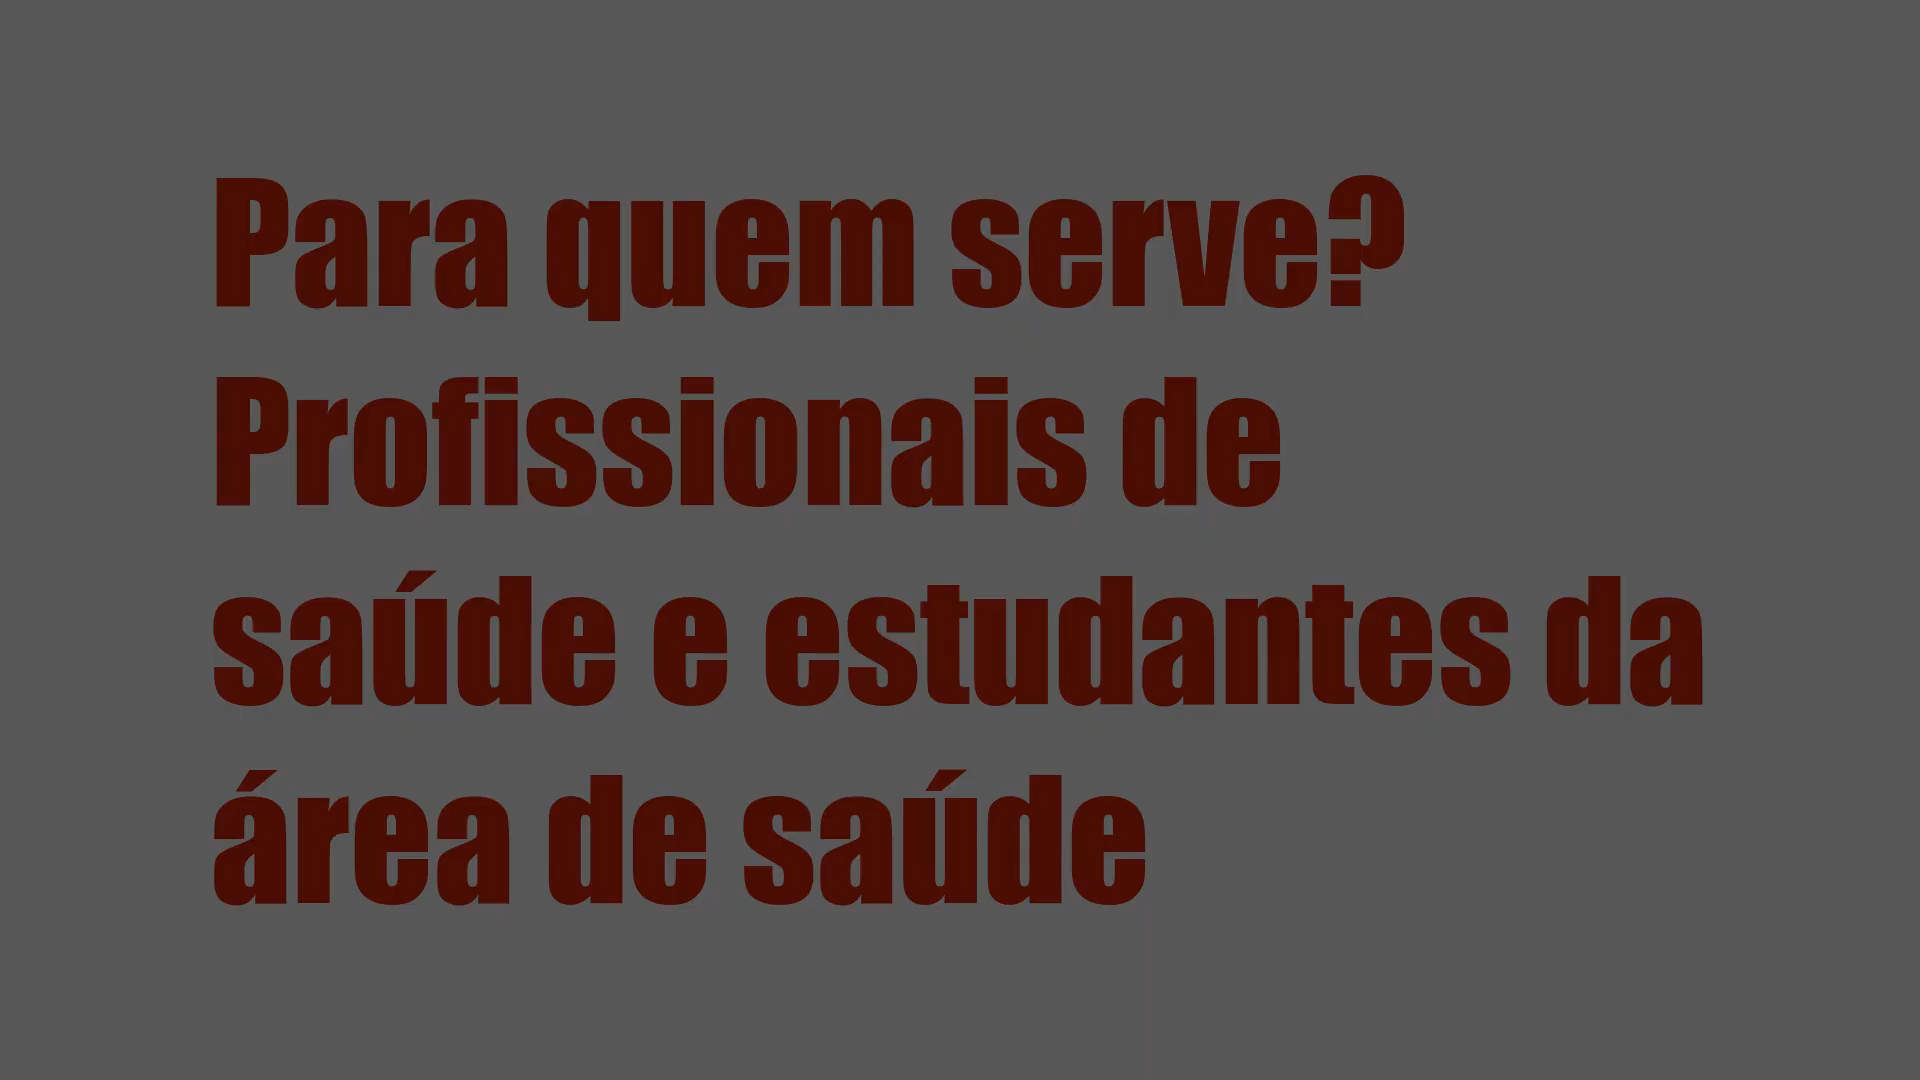 Para quem serve?
Profissionais de
saúde e estudantes da
área de saúde